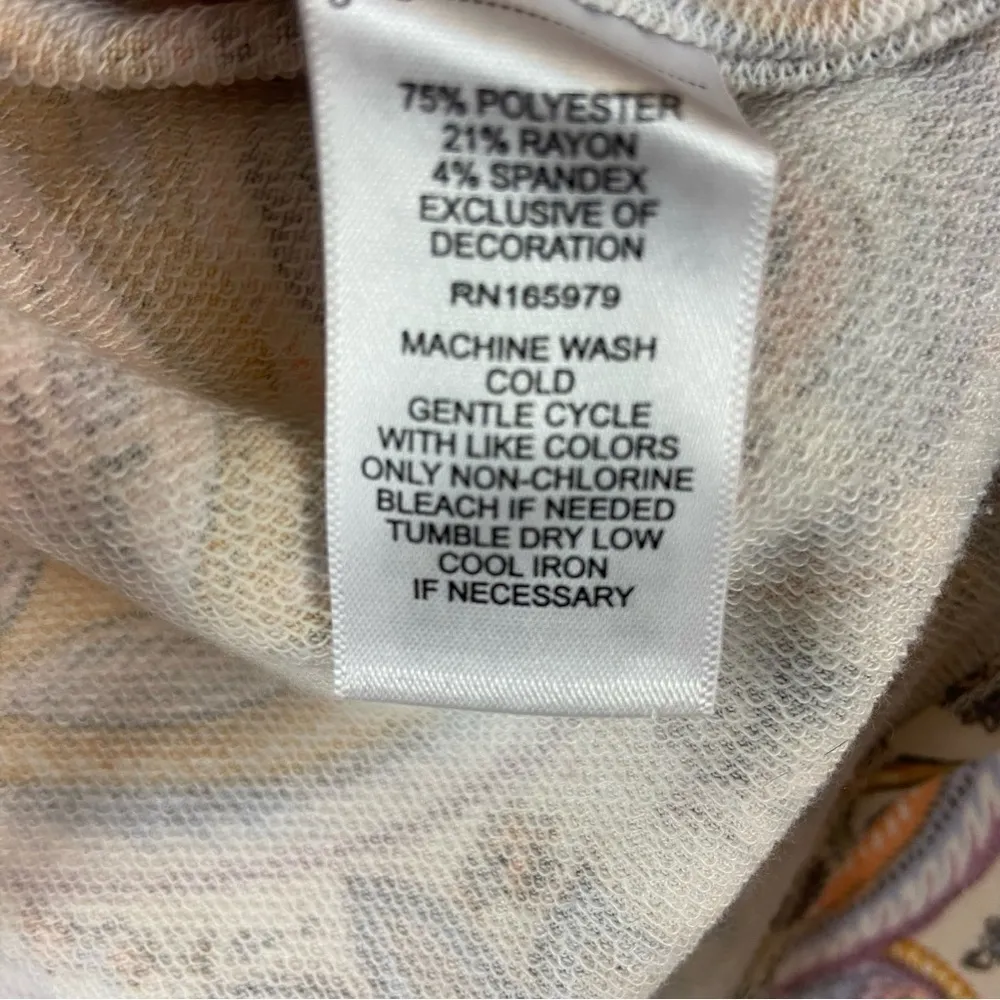 75% POLYESTER
21% RAYON
4% SPANDEX
EXCLUSIVE OF
DECORATION
RN165979
MACHINE WASH
COLD
GENTLE CYCLE
WITH LIKE COLORS
ONLY NON-CHLORINE
BLEACH IF NEEDED
TUMBLE DRY LOW
COOL IRON
IF NECESSARY